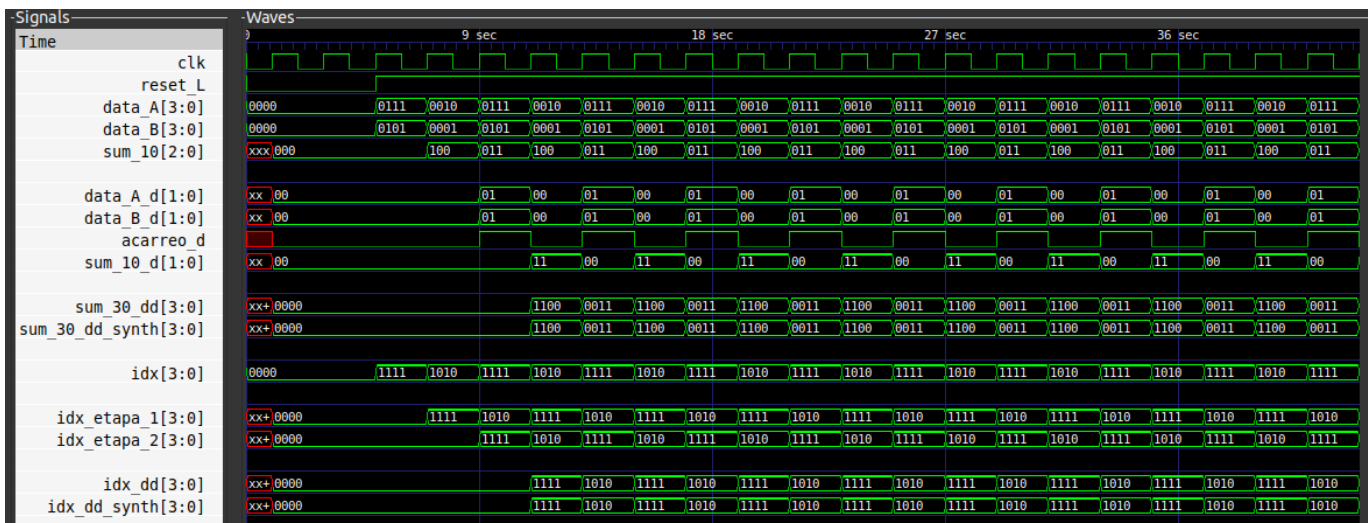 Signals Waves
Time 0 9 sec 18 sec 27 sec 36 sec
clk
reset_L
data_A[3:0] 0000 0111 0010 0111 0010 0111 0010 0111 0010 0111 0010 0111 0010 0111 0010 0111 0010 0111 0010 0111
data_B[3:0] 0000 0101 0001 0101 0001 0101 0001 0101 0001 0101 0001 0101 0001 0101 0001 0101 0001 0101 0001 0101
sum_10[2:0] xxx 000 100 011 100 011 100 011 100 011 100 011 100 011 100 011 100 011 100 011
data_A_d[1:0] xx 00 01 00 01 00 01 00 01 00 01 00 01 00 01 00 01 00 01
data_B_d[1:0] xx 00 01 00 01 00 01 00 01 00 01 00 01 00 01 00 01 00 01
acarreo_d
sum_10_d[1:0] xx 00 11 00 11 00 11 00 11 00 11 00 11 00 11 00 11 00
sum_30_dd[3:0] xx+ 0000 1100 0011 1100 0011 1100 0011 1100 0011 1100 0011 1100 0011 1100 0011 1100 0011
sum_30_dd_synth[3:0] xx+ 0000 1100 0011 1100 0011 1100 0011 1100 0011 1100 0011 1100 0011 1100 0011 1100 0011
idx[3:0] 0000 1111 1010 1111 1010 1111 1010 1111 1010 1111 1010 1111 1010 1111 1010 1111 1010 1111 1010 1111
idx_etapa_1[3:0] xx+ 0000 1111 1010 1111 1010 1111 1010 1111 1010 1111 1010 1111 1010 1111 1010 1111 1010 1111 1010
idx_etapa_2[3:0] xx+ 0000 1111 1010 1111 1010 1111 1010 1111 1010 1111 1010 1111 1010 1111 1010 1111 1010 1111
idx_dd[3:0] xx+ 0000 1111 1010 1111 1010 1111 1010 1111 1010 1111 1010 1111 1010 1111 1010 1111 1010
idx_dd_synth[3:0] xx+ 0000 1111 1010 1111 1010 1111 1010 1111 1010 1111 1010 1111 1010 1111 1010 1111 1010